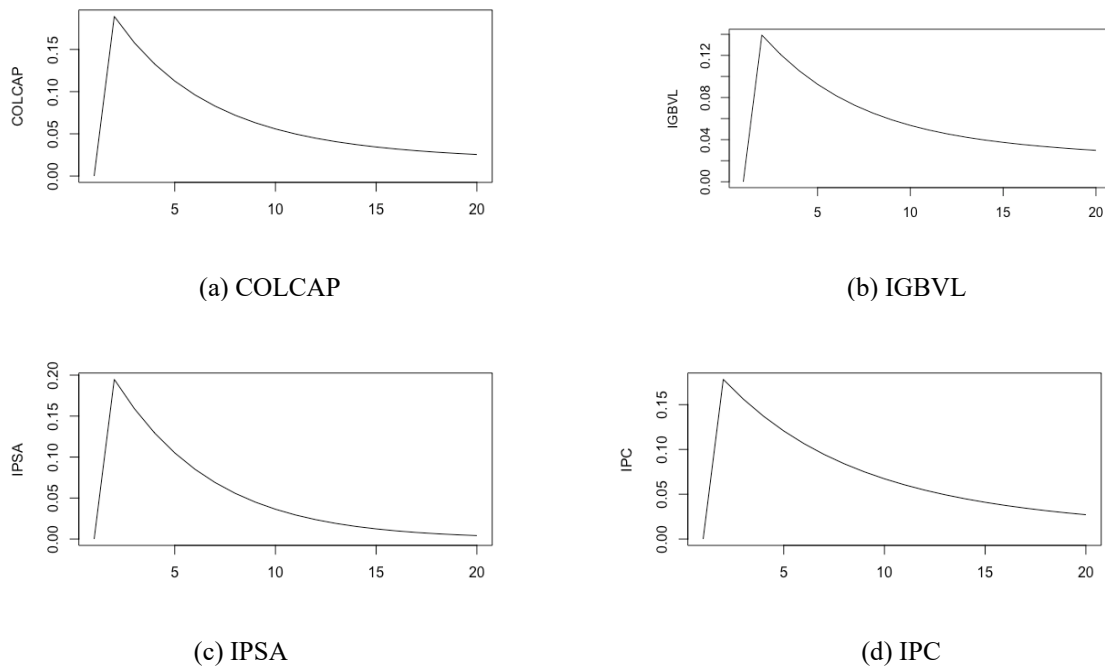 COLCAP
0.00 0.05 0.10 0.15
5 10 15 20
(a) COLCAP
IGBVL
0.00 0.04 0.08 0.12
5 10 15 20
(b) IGBVL
IPSA
0.00 0.05 0.10 0.15 0.20
5 10 15 20
(c) IPSA
IPC
0.00 0.05 0.10 0.15
5 10 15 20
(d) IPC